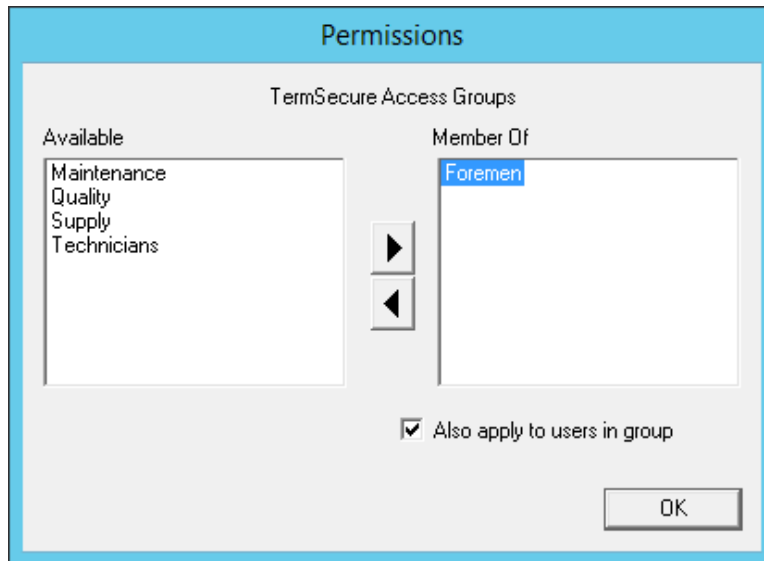 Permissions
TermSecure Access Groups
Available
Member Of
Maintenance
Quality
Supply
Technicians
Foremen
Also apply to users in group
OK